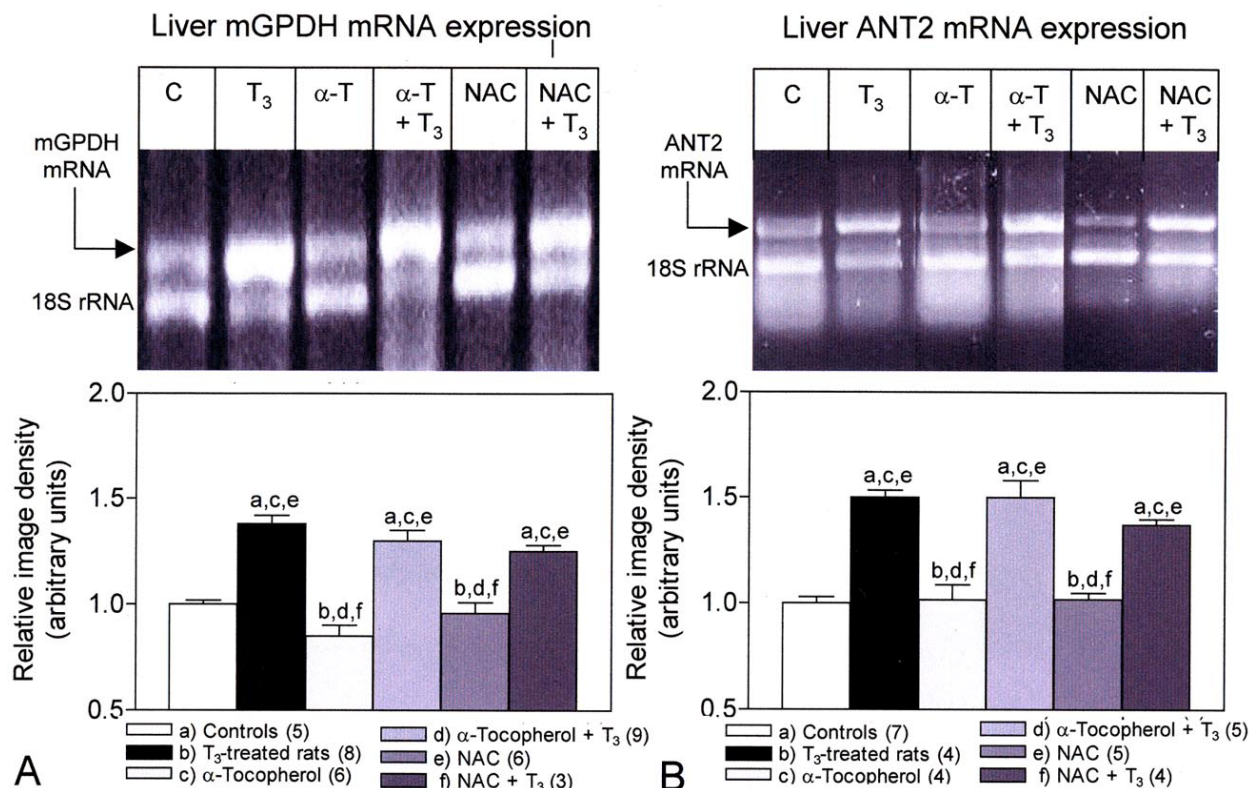 Liver mGPDH mRNA expression
C T₃ α-T α-T + T₃ NAC NAC + T₃
mGPDH
mRNA
18S rRNA
2.0
1.5
1.0
0.5
Relative image density
(arbitrary units)
a,c,e
b,d,f
a,c,e
b,d,f
a,c,e
a) Controls (5)
b) T₃-treated rats (8)
c) α-Tocopherol (6)
d) α-Tocopherol + T₃ (9)
e) NAC (6)
f) NAC + T₃ (3)
A
Liver ANT2 mRNA expression
C T₃ α-T α-T + T₃ NAC NAC + T₃
ANT2
mRNA
18S rRNA
2.0
1.5
1.0
0.5
Relative image density
(arbitrary units)
a,c,e
b,d,f
a,c,e
b,d,f
a,c,e
a) Controls (7)
b) T₃-treated rats (4)
c) α-Tocopherol (4)
d) α-Tocopherol + T₃ (5)
e) NAC (5)
f) NAC + T₃ (4)
B